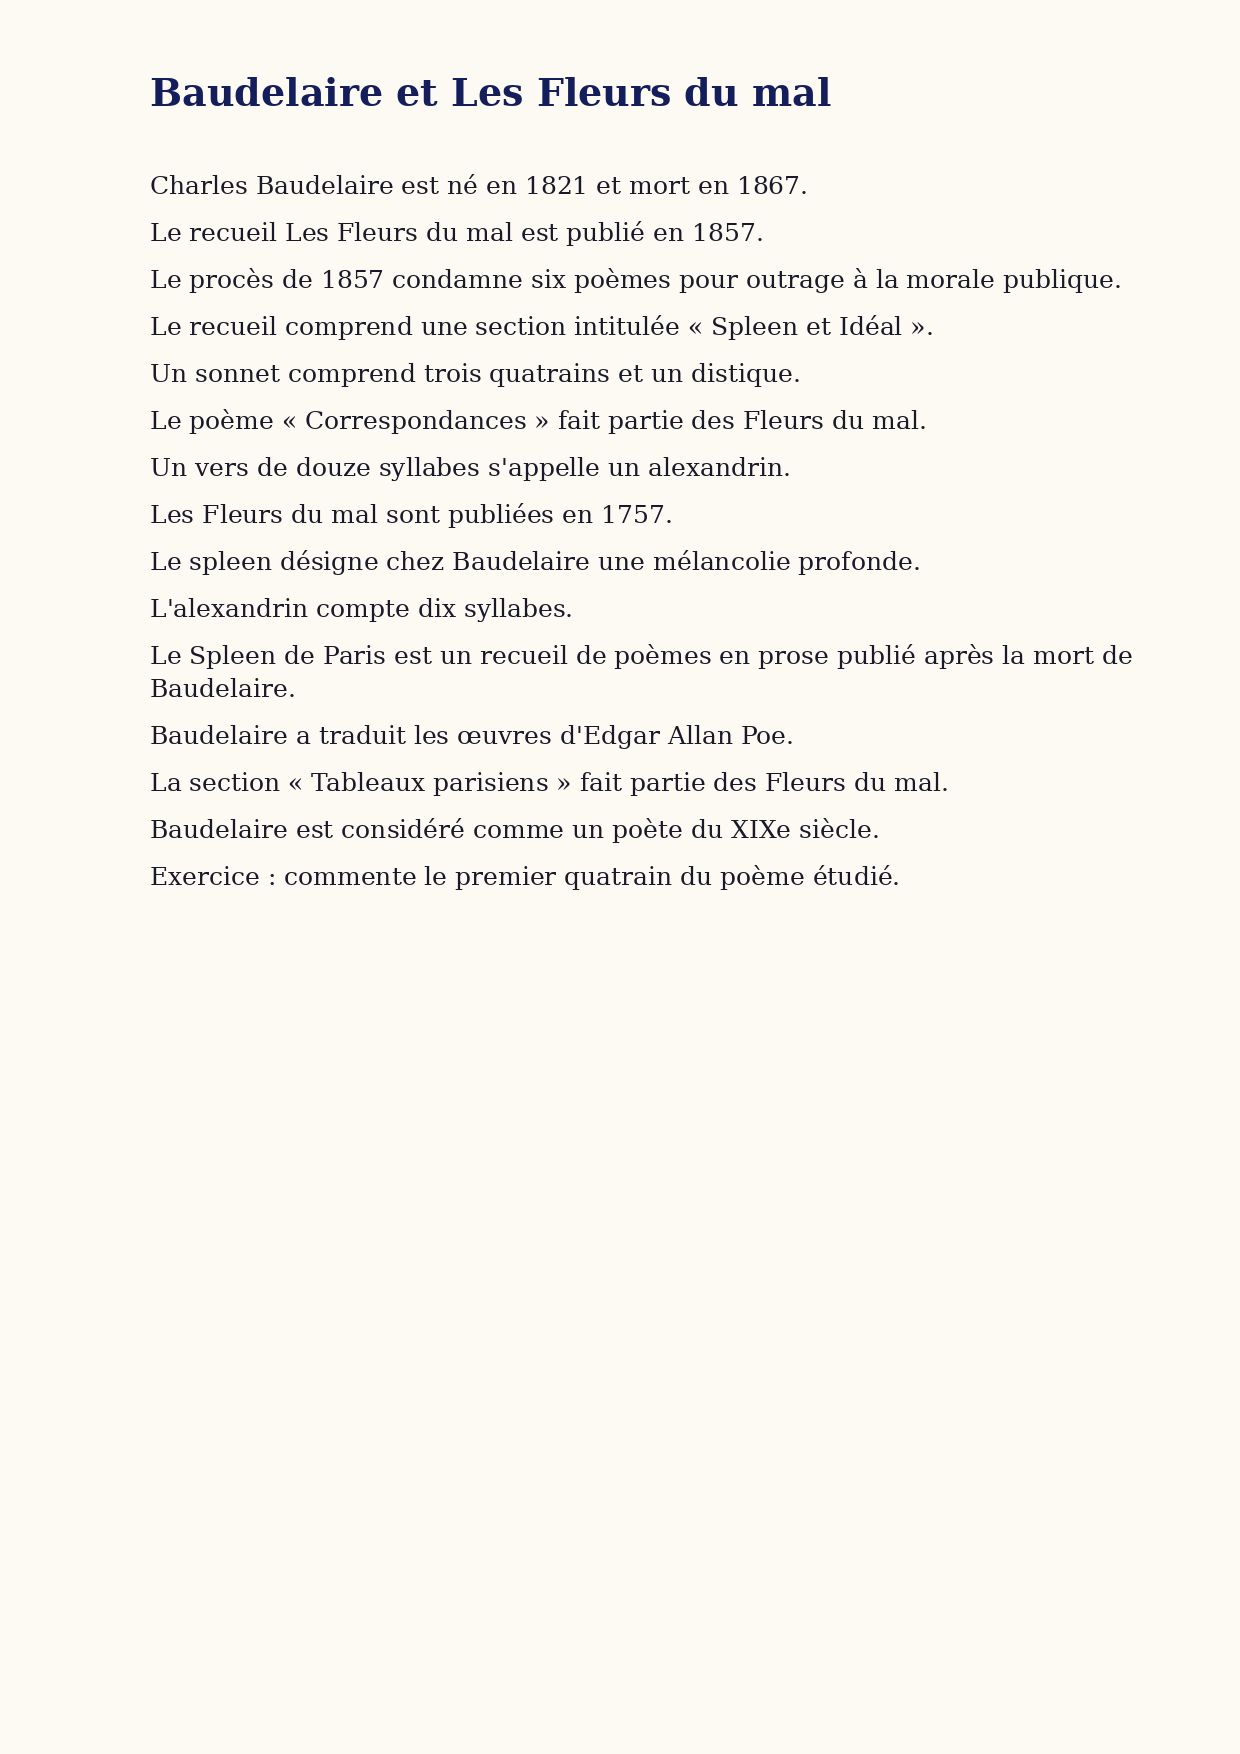 Baudelaire et Les Fleurs du mal
Charles Baudelaire est né en 1821 et mort en 1867.
Le recueil Les Fleurs du mal est publié en 1857.
Le procès de 1857 condamne six poèmes pour outrage à la morale publique.
Le recueil comprend une section intitulée « Spleen et Idéal ».
Un sonnet comprend trois quatrains et un distique.
Le poème « Correspondances » fait partie des Fleurs du mal.
Un vers de douze syllabes s'appelle un alexandrin.
Les Fleurs du mal sont publiées en 1757.
Le spleen désigne chez Baudelaire une mélancolie profonde.
L'alexandrin compte dix syllabes.
Le Spleen de Paris est un recueil de poèmes en prose publié après la mort de
Baudelaire.
Baudelaire a traduit les œuvres d'Edgar Allan Poe.
La section « Tableaux parisiens » fait partie des Fleurs du mal.
Baudelaire est considéré comme un poète du XIXe siècle.
Exercice : commente le premier quatrain du poème étudié.